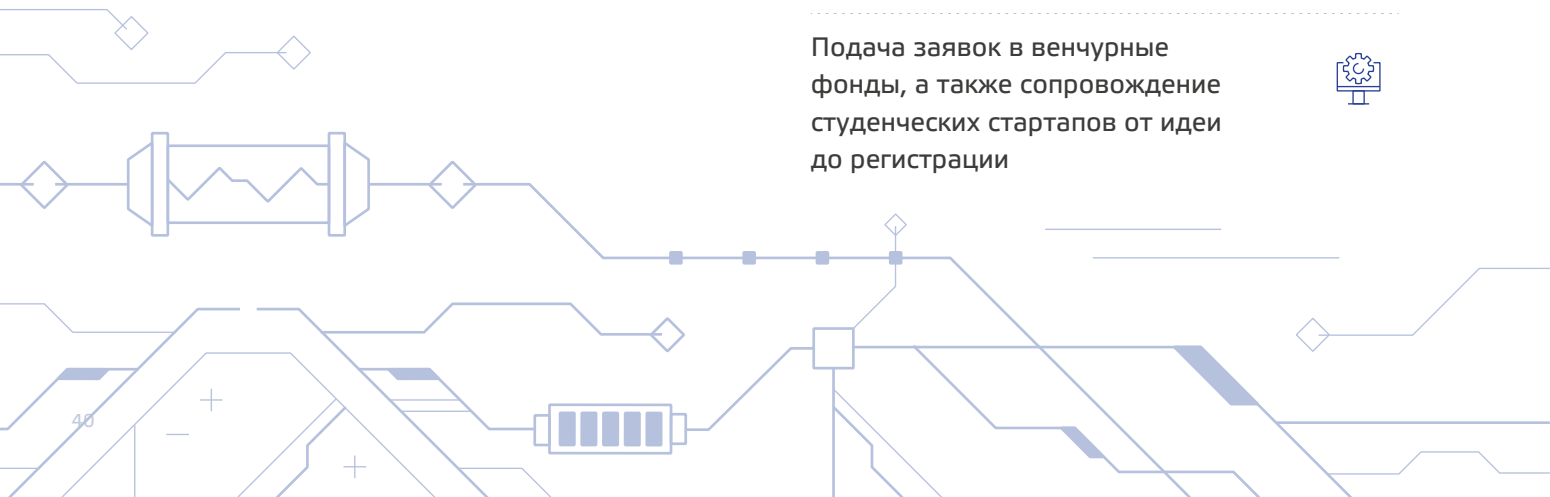 Подача заявок в венчурные
фонды, а также сопровождение
студенческих стартапов от идеи
до регистрации
40